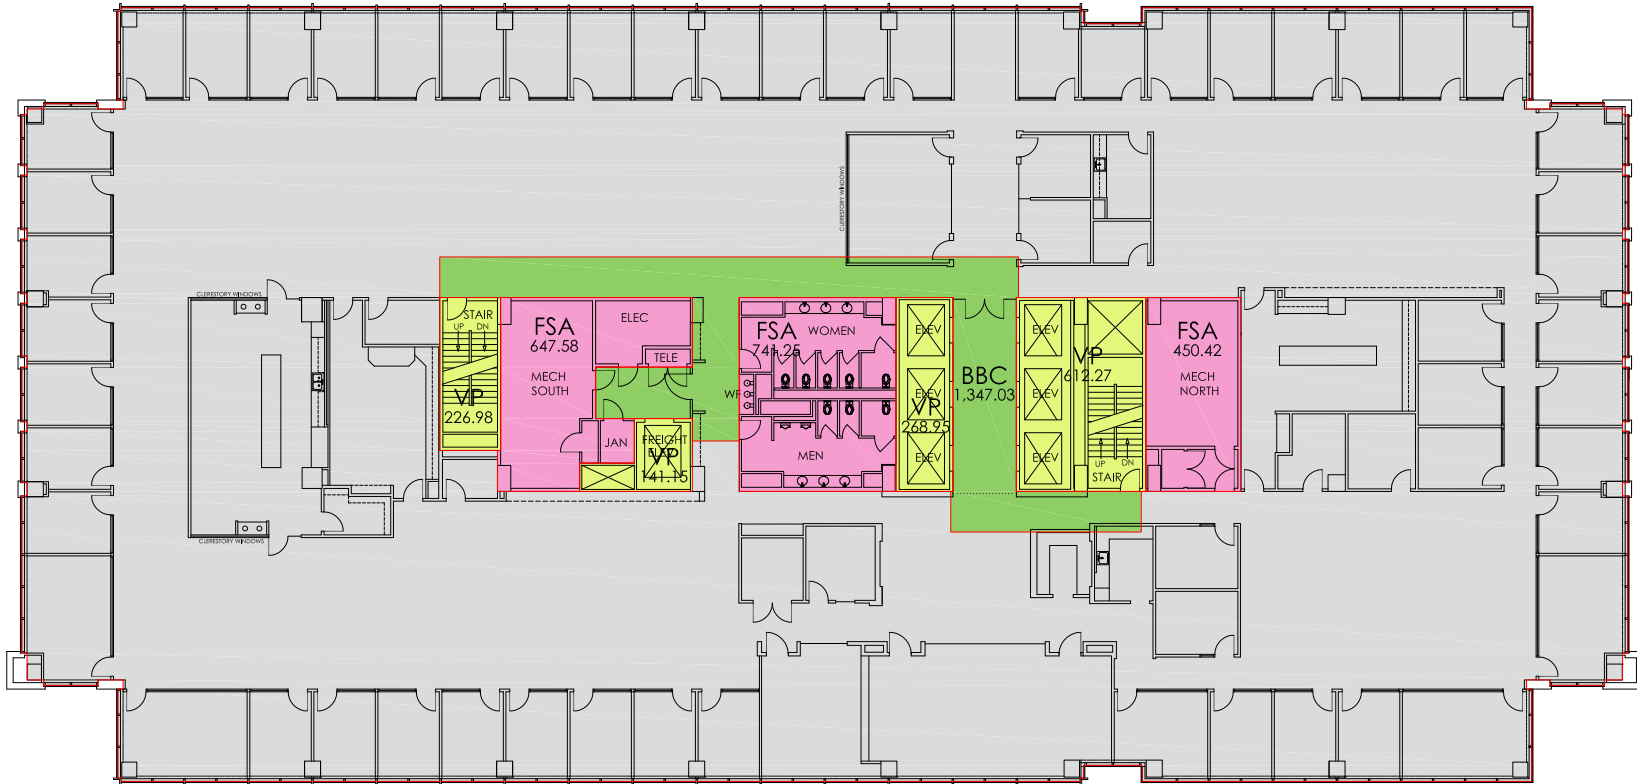 CLERESTORY WINDOWS
CLERESTORY WINDOWS
CLERESTORY WINDOWS
STAIR
UP DN
VP
226.98
FSA
647.58
MECH
SOUTH
ELEC
TELE
JAN
FREIGHT
ELEV
VP
141.15
FSA
741.25
WOMEN
WF
MEN
ELEV
ELEV
ELEV
VP
268.95
BBC
1,347.03
ELEV
ELEV
ELEV
VP
612.27
UP DN
STAIR
FSA
450.42
MECH
NORTH